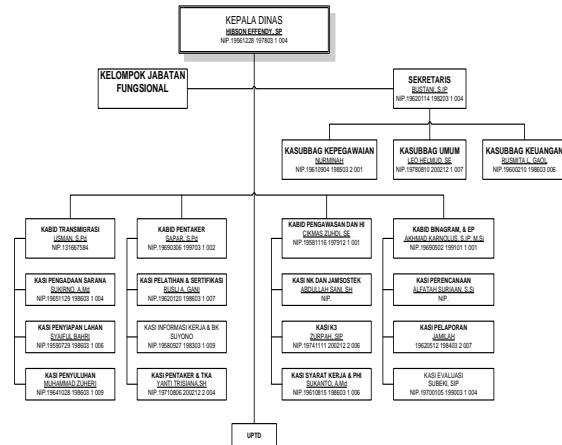 KEPALA DINAS
HIBSON EFFENDY, SP
NIP.19561228 197803 1 004
KELOMPOK JABATAN
FUNGSIONAL
SEKRETARIS
BUSTANI, S.IP
NIP.19620114 198203 1 004
KASUBBAG KEPEGAWAIAN
NURMINAH
NIP.19610904 198503 2 001
KASUBBAG UMUM
LEO HELMUD, SE
NIP.19780810 200212 1 007
KASUBBAG KEUANGAN
RUSMITA L. GAOL
NIP.19600210 198603 006
KABID TRANSMIGRASI
USMAN, S.Pd
NIP.131667584
KASI PENGADAAN SARANA
SUKIRNO, A.Md
NIP.19651129 198603 1 004
KASI PENYIAPAN LAHAN
SYAIFUL BAHRI
NIP.19590729 198603 1 006
KASI PENYULUHAN
MUHAMMAD ZUHERI
NIP.19641028 198603 1 009
KABID PENTAKER
SAPAR, S.Pd
NIP.19690306 199703 1 002
KASI PELATIHAN & SERTIFIKASI
RUSLI A. GANI
NIP.19620120 198603 1 007
KASI INFORMASI KERJA & BK
SUYONO
NIP.19580927 198303 1 009
KASI PENTAKER & TKA
YANTI TRISIANA,SH
NIP.19710806 200212 2 004
KABID PENGAWASAN DAN HI
CIKMAS ZUHDI, SE
NIP.19581116 197912 1 001
KASI NK DAN JAMSOSTEK
ABDULLAH SANI, SH
NIP.
KASI K3
ZURPAH, SIP
NIP.19741111 200212 2 006
KASI SYARAT KERJA & PHI
SUKANTO, A.Md
NIP.19610815 198603 1 006
KABID BINAGRAM, & EP
AKHMAD KARNOLUS, S.IP, M.Si
NIP.19690502 199101 1 001
KASI PERENCANAAN
ALFATAH SURIAAN, S.Si
NIP.
KASI PELAPORAN
JAMILAH
19620512 198403 2 007
KASI EVALUASI
SUBEKI, SIP
NIP.19700105 199003 1 004
UPTD